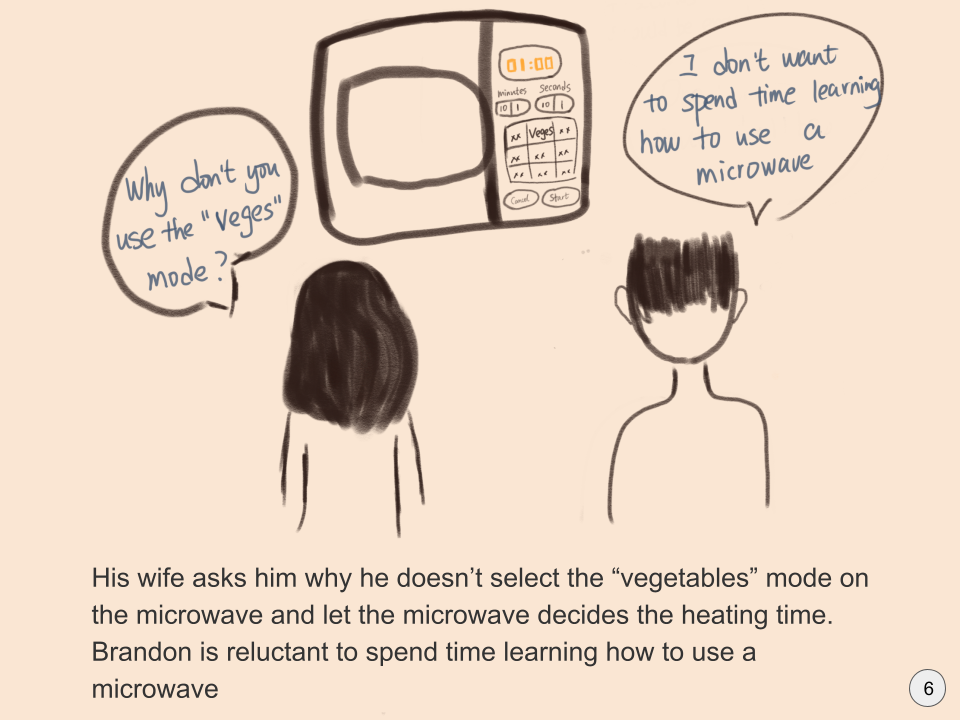 Why don't you
use the "veges"
mode?
01:00
minutes Seconds
10 1 10 1
xx Veges xx
xx xx xx
xx xx xx
Cancel Start
I don't want
to spend time learning
how to use a
microwave
His wife asks him why he doesn’t select the “vegetables” mode on
the microwave and let the microwave decides the heating time.
Brandon is reluctant to spend time learning how to use a
microwave
6